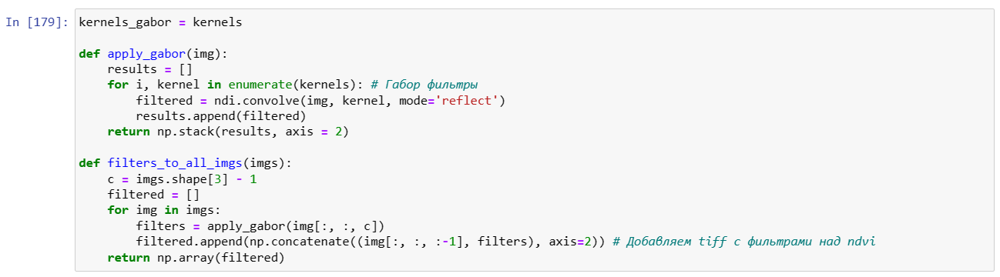 In [179]: kernels_gabor = kernels
def apply_gabor(img):
    results = []
    for i, kernel in enumerate(kernels): # Габор фильтры
        filtered = ndi.convolve(img, kernel, mode='reflect')
        results.append(filtered)
    return np.stack(results, axis = 2)
def filters_to_all_imgs(imgs):
    c = imgs.shape[3] - 1
    filtered = []
    for img in imgs:
        filters = apply_gabor(img[:, :, c])
        filtered.append(np.concatenate((img[:, :, :-1], filters), axis=2)) # Добавляем tiff с фильтрами над ndvi
    return np.array(filtered)